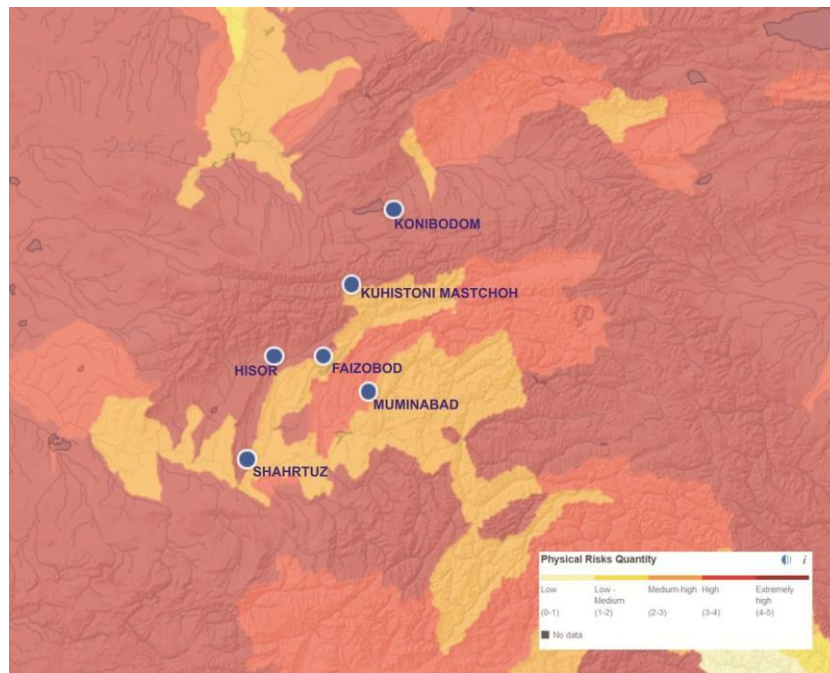 KONIBODOM
KUHISTONI MASTCHOH
HISOR
FAIZOBOD
MUMINABAD
SHAHRTUZ
Physical Risks Quantity i
Low Low - Medium Medium-high High Extremely high
(0-1) (1-2) (2-3) (3-4) (4-5)
No data